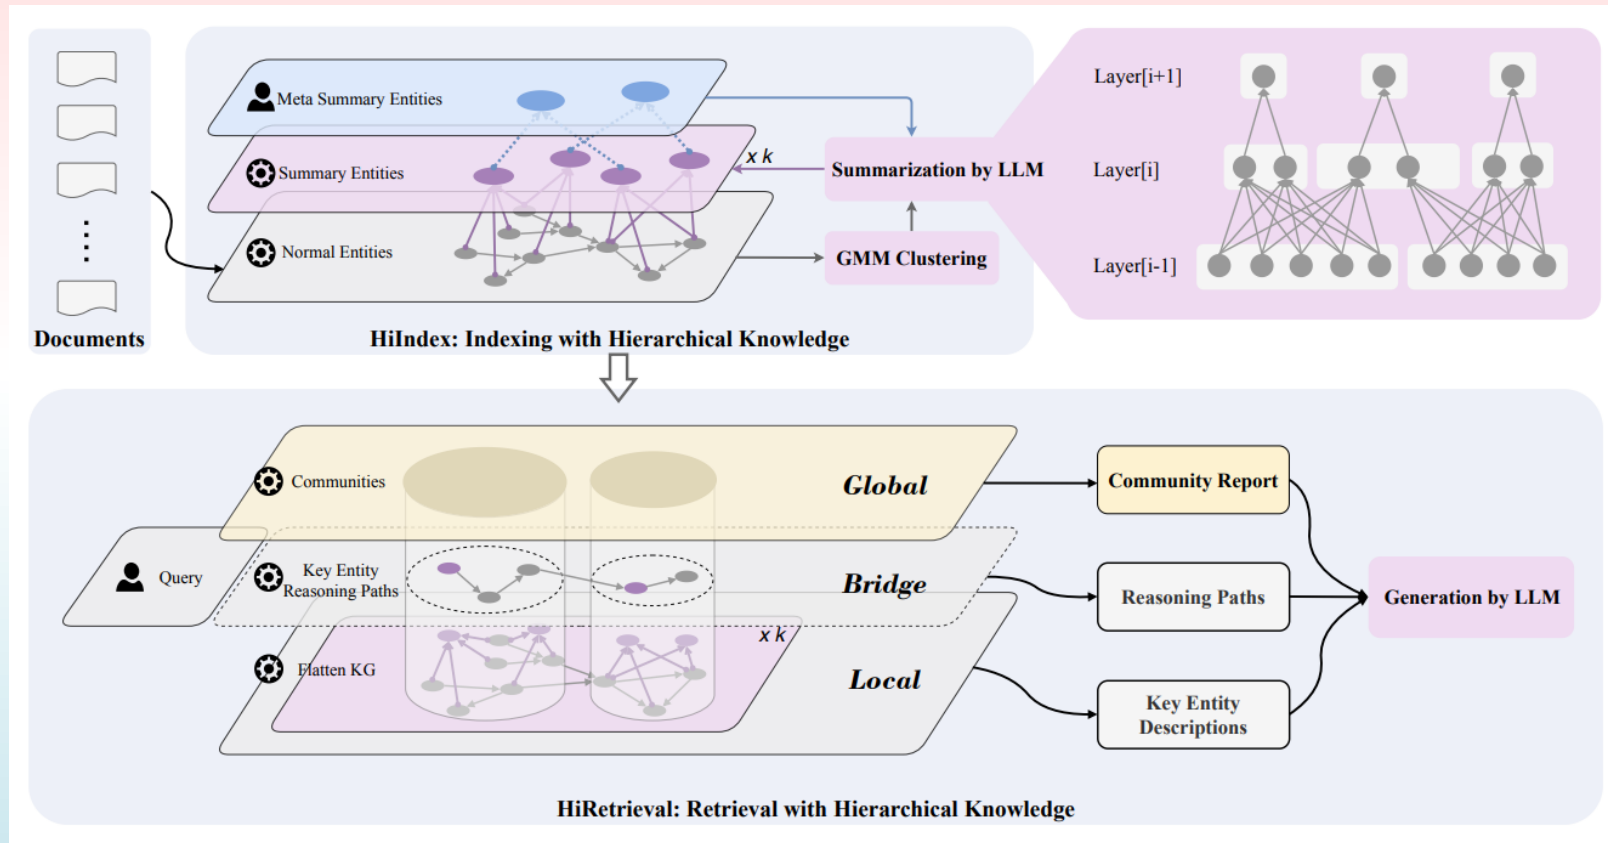 Meta Summary Entities
Summary Entities
Normal Entities
x k
Summarization by LLM
GMM Clustering
Documents
HiIndex: Indexing with Hierarchical Knowledge
Layer[i+1]
Layer[i]
Layer[i-1]
Communities
Global
Query
Key Entity
Reasoning Paths
Bridge
x k
Flatten KG
Local
Community Report
Reasoning Paths
Key Entity
Descriptions
Generation by LLM
HiRetrieval: Retrieval with Hierarchical Knowledge